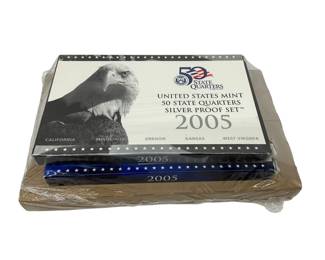 50
STATE
QUARTERS
UNITED STATES MINT
50 STATE QUARTERS
SILVER PROOF SET™
2005
CALIFORNIA MINNESOTA OREGON KANSAS WEST VIRGINIA
2005
2005